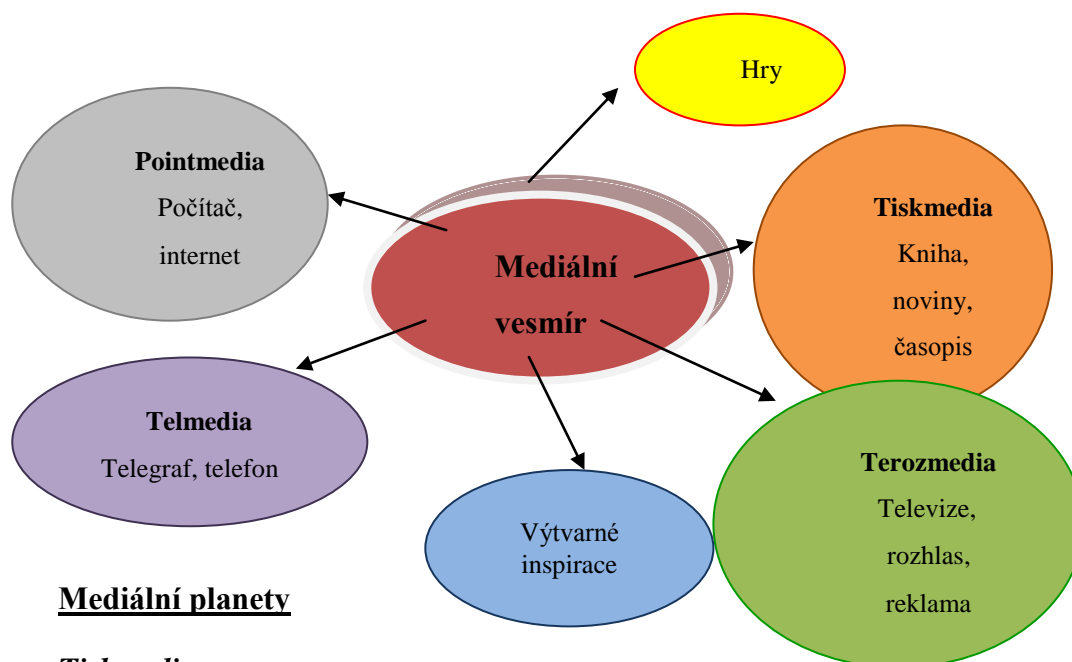 Hry
Pointmedia
Počítač,
internet
Tiskmedia
Kniha,
noviny,
časopis
Mediální
vesmír
Telmedia
Telegraf, telefon
Terozmedia
Televize,
rozhlas,
reklama
Výtvarné
inspirace
Mediální planety